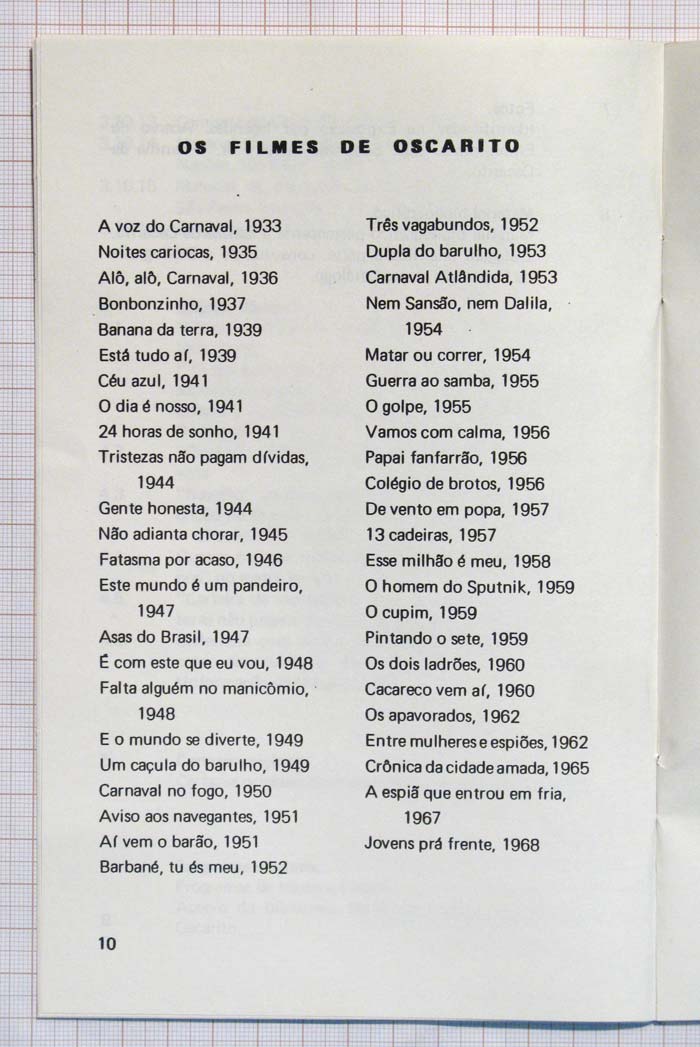 OS FILMES DE OSCARITO
A voz do Carnaval, 1933
Noites cariocas, 1935
Alô, alô, Carnaval, 1936
Bonbonzinho, 1937
Banana da terra, 1939
Está tudo aí, 1939
Céu azul, 1941
O dia é nosso, 1941
24 horas de sonho, 1941
Tristezas não pagam dívidas,
1944
Gente honesta, 1944
Não adianta chorar, 1945
Fatasma por acaso, 1946
Este mundo é um pandeiro,
1947
Asas do Brasil, 1947
É com este que eu vou, 1948
Falta alguém no manicômio,
1948
E o mundo se diverte, 1949
Um caçula do barulho, 1949
Carnaval no fogo, 1950
Aviso aos navegantes, 1951
Aí vem o barão, 1951
Barbané, tu és meu, 1952
Três vagabundos, 1952
Dupla do barulho, 1953
Carnaval Atlândida, 1953
Nem Sansão, nem Dalila,
1954
Matar ou correr, 1954
Guerra ao samba, 1955
O golpe, 1955
Vamos com calma, 1956
Papai fanfarrão, 1956
Colégio de brotos, 1956
De vento em popa, 1957
13 cadeiras, 1957
Esse milhão é meu, 1958
O homem do Sputnik, 1959
O cupim, 1959
Pintando o sete, 1959
Os dois ladrões, 1960
Cacareco vem aí, 1960
Os apavorados, 1962
Entre mulheres e espiões, 1962
Crônica da cidade amada, 1965
A espiã que entrou em fria,
1967
Jovens prá frente, 1968
10